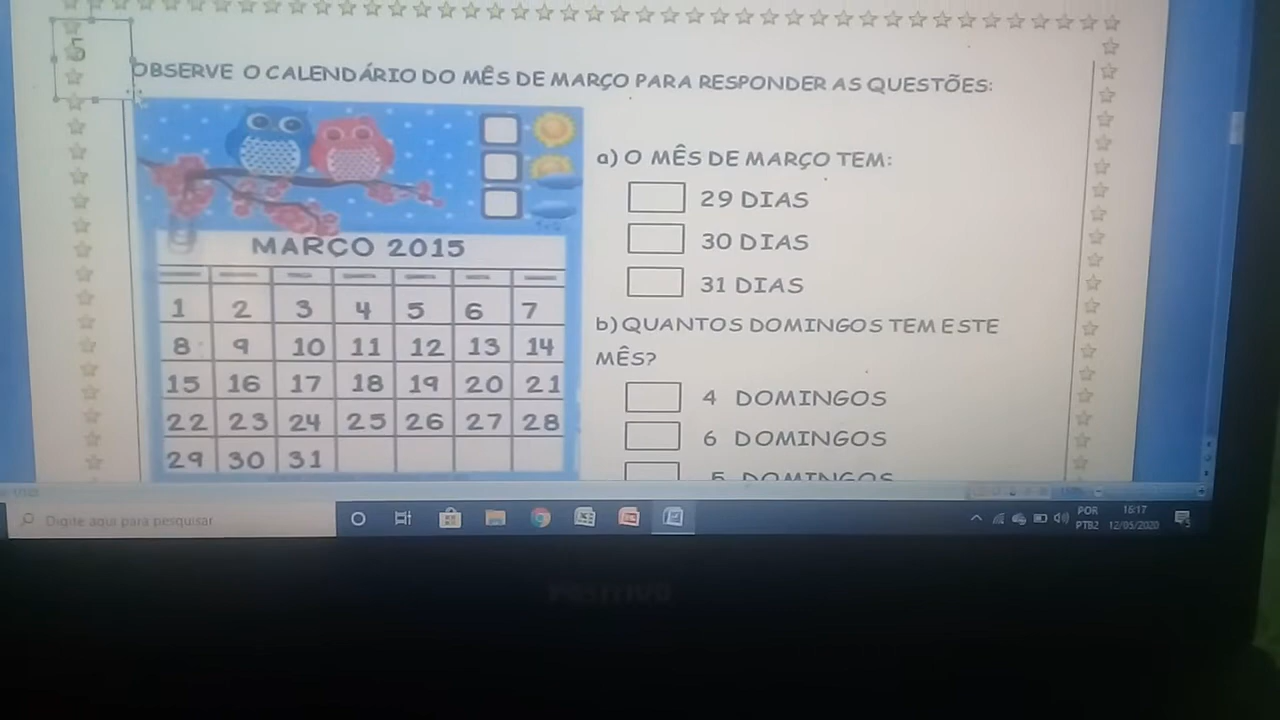 5
OBSERVE O CALENDÁRIO DO MÊS DE MARÇO PARA RESPONDER AS QUESTÕES:
MARÇO 2015
1 2 3 4 5 6 7
8 9 10 11 12 13 14
15 16 17 18 19 20 21
22 23 24 25 26 27 28
29 30 31
a) O MÊS DE MARÇO TEM:
29 DIAS
30 DIAS
31 DIAS
b) QUANTOS DOMINGOS TEM ESTE
MÊS?
4 DOMINGOS
6 DOMINGOS
5 DOMINGOS
Digite aqui para pesquisar
POR
PTB2
16:17
12/05/2020
POSITIVO